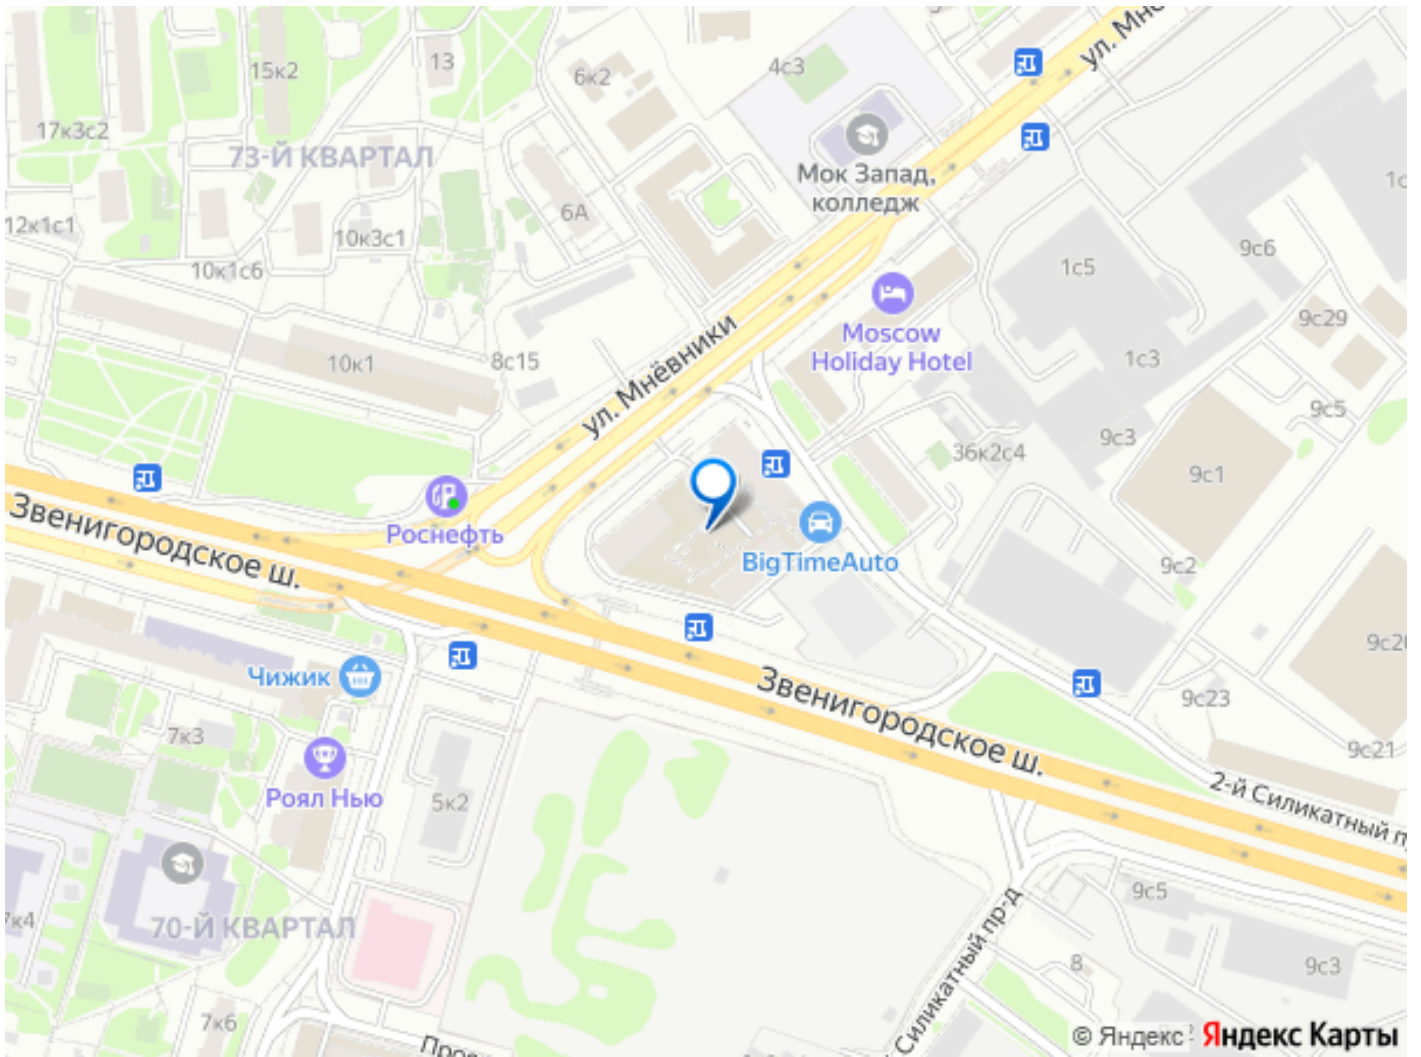 ул. Мнёвники
15к2
13
6к2
4с3
17к3с2
73-Й КВАРТАЛ
Мок Запад,
колледж
12к1с1
10к3с1
6А
10к1с6
1с5
9с6
9с29
Moscow
Holiday Hotel
10к1
8с15
ул. Мнёвники
1с3
9с5
9с3
36к2с4
9с1
Звенигородское ш.
Роснефть
BigTimeAuto
9с2
Чижик
Звенигородское ш.
9с23
7к3
9с21
2-й Силикатный
Роял Нью
5к2
7к4
70-Й КВАРТАЛ
9с5
Силикатный пр-д
8
9с3
7к6
© Яндекс
Яндекс Карты